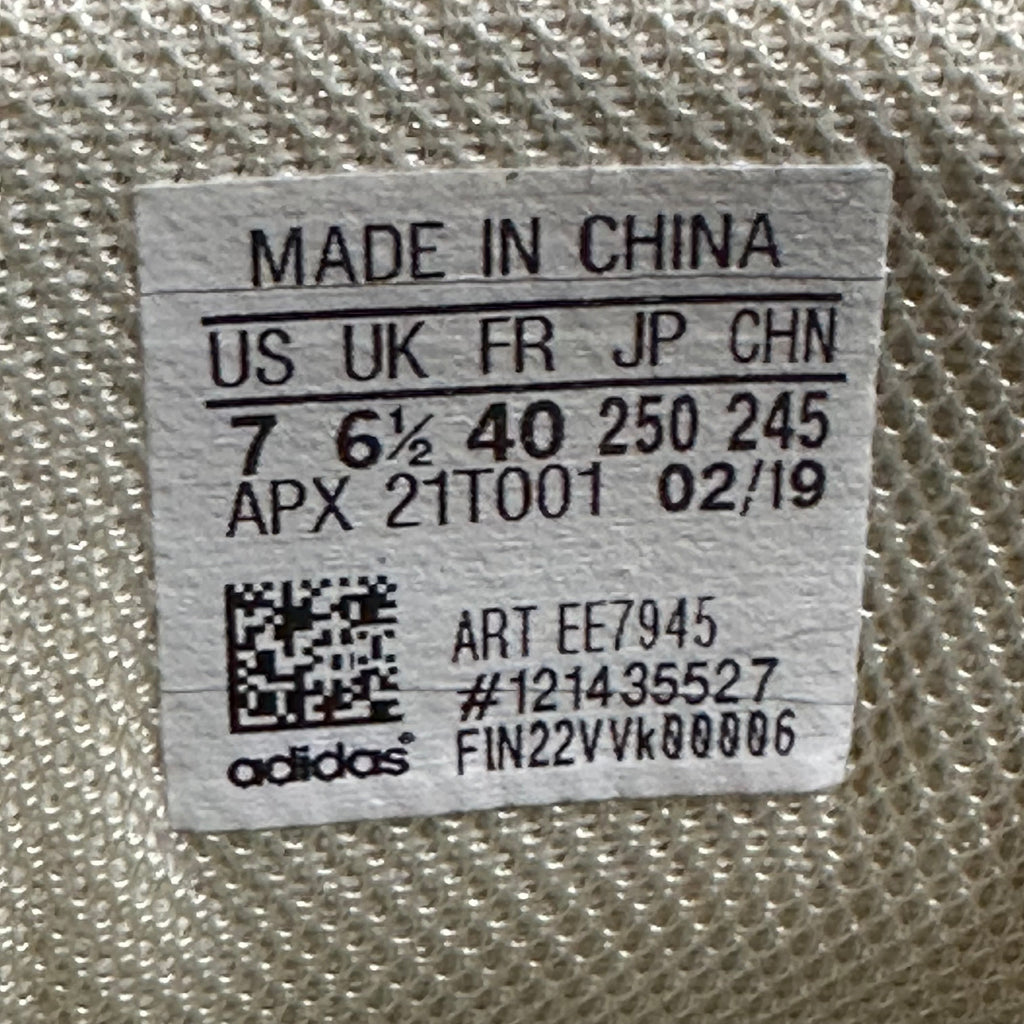 MADE IN CHINA
US UK FR JP CHN
7 6½ 40 250 245
APX 21T001 02/19
ART EE7945
#121435527
FIN22VVk00006
adidas®